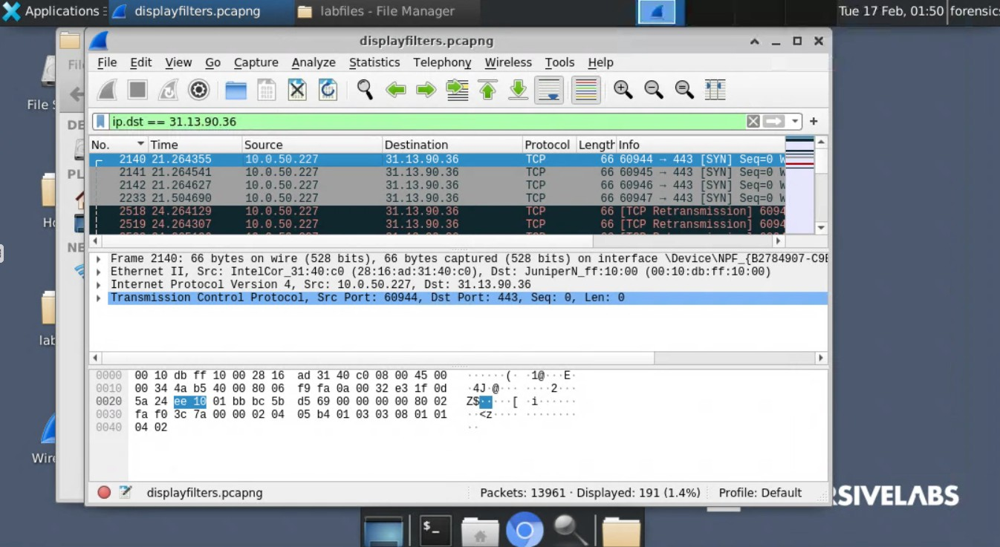 Applications displayfilters.pcapng labfiles - File Manager Tue 17 Feb, 01:50 forensics
displayfilters.pcapng
File Edit View Go Capture Analyze Statistics Telephony Wireless Tools Help
ip.dst == 31.13.90.36
No. Time Source Destination Protocol Length Info
2140 21.264355 10.0.50.227 31.13.90.36 TCP 66 60944 → 443 [SYN] Seq=0 W
2141 21.264541 10.0.50.227 31.13.90.36 TCP 66 60945 → 443 [SYN] Seq=0 W
2142 21.264627 10.0.50.227 31.13.90.36 TCP 66 60946 → 443 [SYN] Seq=0 W
2233 21.504690 10.0.50.227 31.13.90.36 TCP 66 60947 → 443 [SYN] Seq=0 W
2518 24.264129 10.0.50.227 31.13.90.36 TCP 66 [TCP Retransmission] 6094
2519 24.264307 10.0.50.227 31.13.90.36 TCP 66 [TCP Retransmission] 6094
Frame 2140: 66 bytes on wire (528 bits), 66 bytes captured (528 bits) on interface \Device\NPF_{B2784907-C9E
Ethernet II, Src: IntelCor_31:40:c0 (28:16:ad:31:40:c0), Dst: JuniperN_ff:10:00 (00:10:db:ff:10:00)
Internet Protocol Version 4, Src: 10.0.50.227, Dst: 31.13.90.36
Transmission Control Protocol, Src Port: 60944, Dst Port: 443, Seq: 0, Len: 0
0000 00 10 db ff 10 00 28 16 ad 31 40 c0 08 00 45 00 ······(· ·1@···E·
0010 00 34 4a b5 40 00 80 06 f9 fa 0a 00 32 e3 1f 0d ·4J·@··· ····2···
0020 5a 24 ee 10 01 bb bc 5b d5 69 00 00 00 00 80 02 Z$·····[ ·i······
0030 fa f0 3c 7a 00 00 02 04 05 b4 01 03 03 08 01 01 ··<z···· ········
0040 04 02 ··
displayfilters.pcapng Packets: 13961 · Displayed: 191 (1.4%) Profile: Default
File S
Fil
DE
PL
Ho
NE
lab
Wire
RSIVELABS
$_